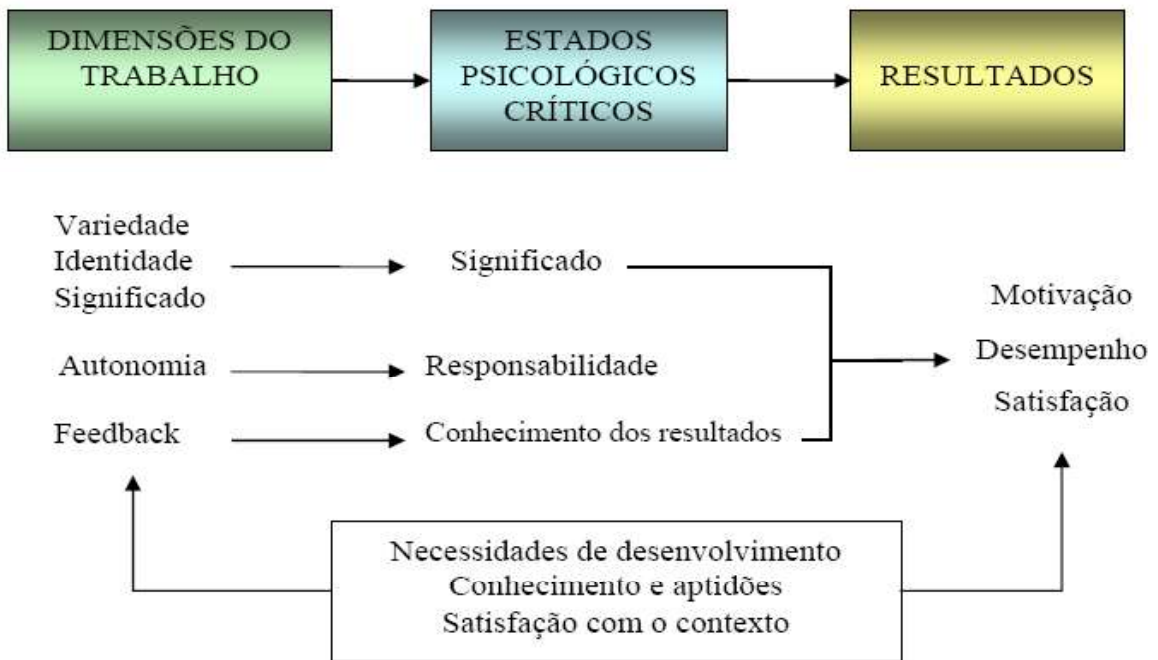 DIMENSÕES DO
TRABALHO
ESTADOS
PSICOLÓGICOS
CRÍTICOS
RESULTADOS
Variedade
Identidade
Significado
Significado
Autonomia
Responsabilidade
Feedback
Conhecimento dos resultados
Motivação
Desempenho
Satisfação
Necessidades de desenvolvimento
Conhecimento e aptidões
Satisfação com o contexto